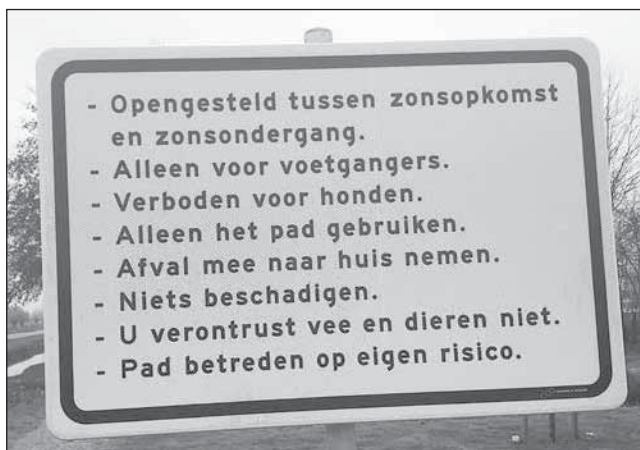 - Opengesteld tussen zonsopkomst
en zonsondergang.
- Alleen voor voetgangers.
- Verboden voor honden.
- Alleen het pad gebruiken.
- Afval mee naar huis nemen.
- Niets beschadigen.
- U verontrust vee en dieren niet.
- Pad betreden op eigen risico.